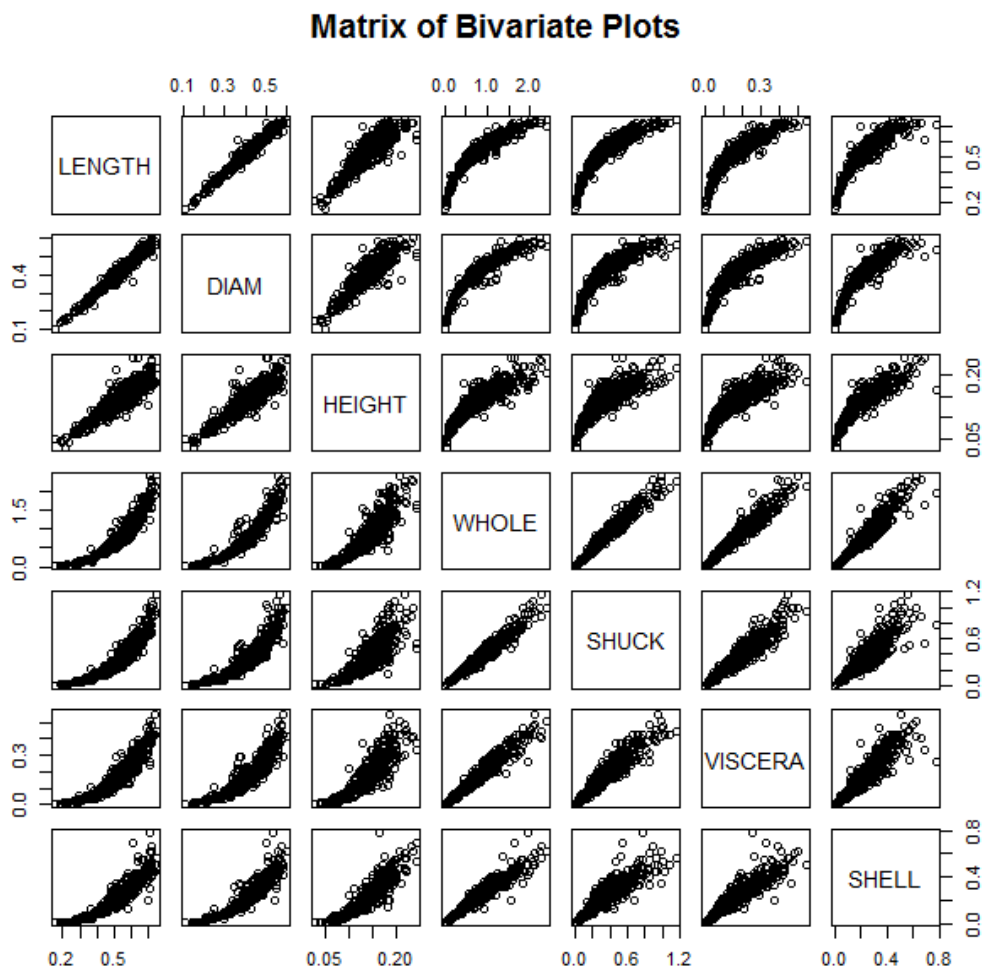 Matrix of Bivariate Plots
0.1 0.3 0.5 0.0 1.0 2.0 0.0 0.3
LENGTH
0.2 0.5
DIAM
0.1 0.4
HEIGHT
0.05 0.20
WHOLE
0.0 1.5
SHUCK
0.0 0.6 1.2
VISCERA
0.0 0.3
SHELL
0.0 0.4 0.8
0.2 0.5 0.05 0.20 0.0 0.6 1.2 0.0 0.4 0.8